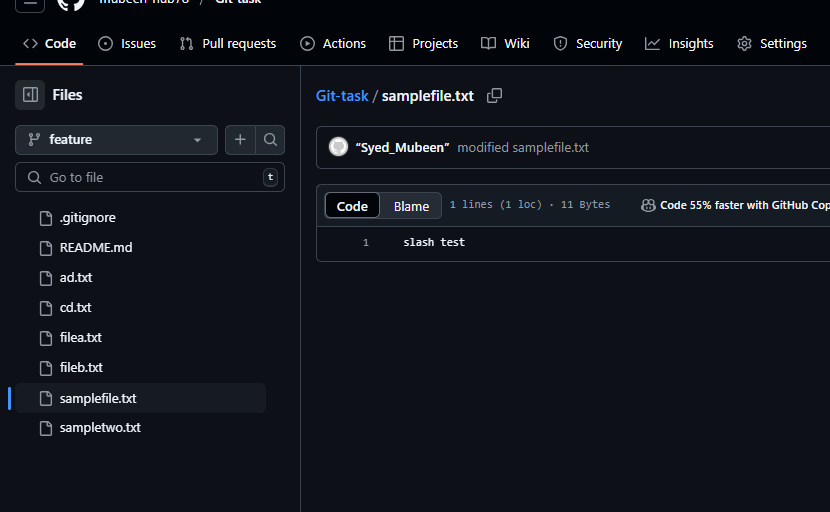 Git-task
Code Issues Pull requests Actions Projects Wiki Security Insights Settings
Files
feature
Go to file t
.gitignore
README.md
ad.txt
cd.txt
filea.txt
fileb.txt
samplefile.txt
sampletwo.txt
Git-task / samplefile.txt
“Syed_Mubeen” modified samplefile.txt
Code Blame 1 lines (1 loc) · 11 Bytes Code 55% faster with GitHub Cop
1 slash test